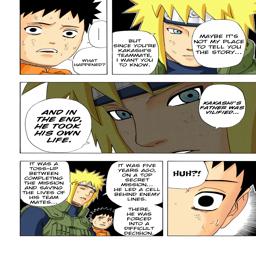 MAYBE IT'S
NOT MY PLACE
TO TELL YOU
THE STORY...
BUT
SINCE YOU'RE
KAKASHI'S
TEAMMATE,
I WANT YOU
TO KNOW.
WHAT
HAPPENED?
KAKASHI'S
FATHER WAS
VILIFIED...
AND IN
THE END,
HE TOOK
HIS OWN
LIFE.
HUH?!
IT WAS FIVE
YEARS AGO,
ON A TOP
SECRET
MISSION...
HE LED A CELL
BEHIND ENEMY
LINES.
THERE,
HE WAS
FORCED
INTO A
DIFFICULT
DECISION.
IT WAS A
TOSS-UP
BETWEEN
COMPLETING
THE MISSION
AND SAVING
THE LIVES
OF HIS TEAM
MATES...